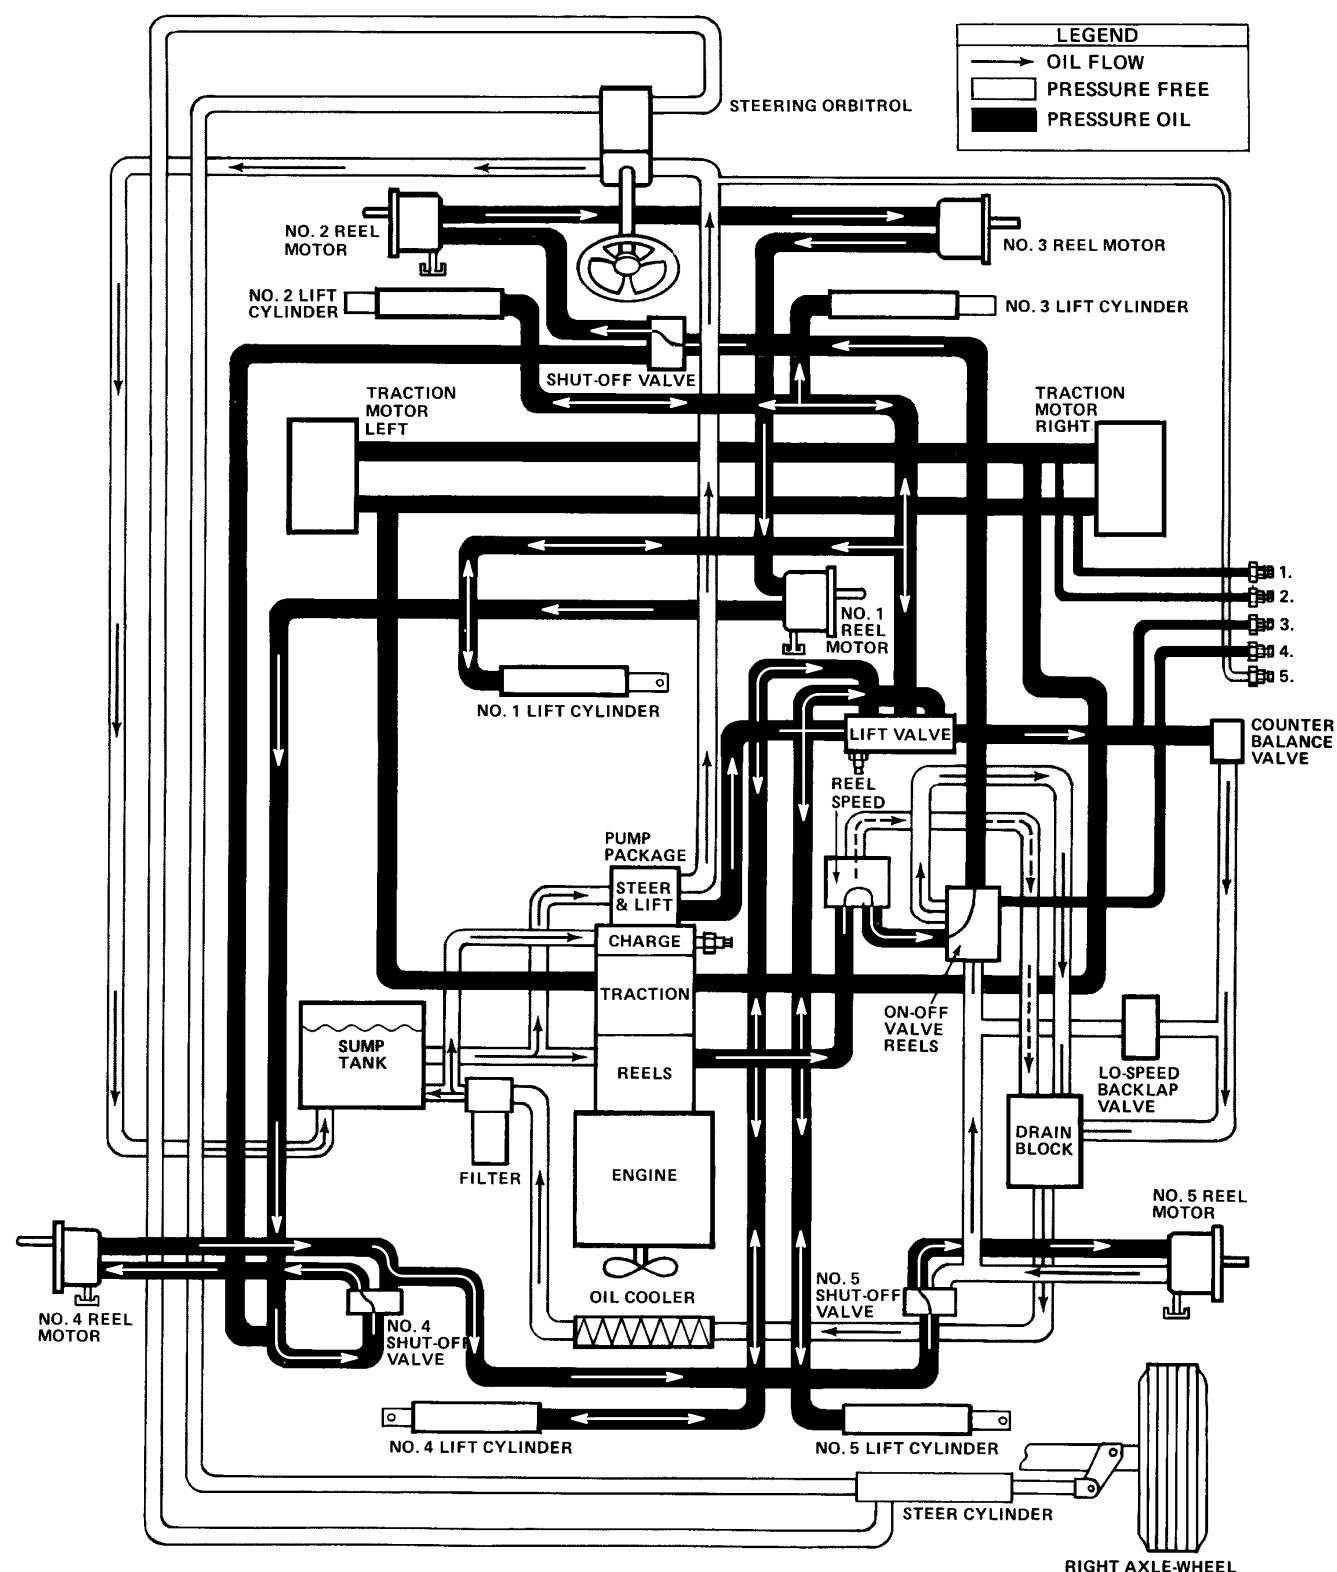 LEGEND
OIL FLOW
PRESSURE FREE
PRESSURE OIL
STEERING ORBITROL
NO. 2 REEL
MOTOR
NO. 3 REEL MOTOR
NO. 2 LIFT
CYLINDER
NO. 3 LIFT CYLINDER
SHUT-OFF VALVE
TRACTION
MOTOR
LEFT
TRACTION
MOTOR
RIGHT
1.
2.
3.
4.
5.
NO. 1
REEL
MOTOR
NO. 1 LIFT CYLINDER
LIFT VALVE
COUNTER
BALANCE
VALVE
REEL
SPEED
PUMP
PACKAGE
STEER
& LIFT
CHARGE
TRACTION
REELS
ON-OFF
VALVE
REELS
SUMP
TANK
LO-SPEED
BACKLAP
VALVE
DRAIN
BLOCK
FILTER
ENGINE
NO. 5 REEL
MOTOR
OIL COOLER
NO. 5
SHUT-OFF
VALVE
NO. 4 REEL
MOTOR
NO. 4
SHUT-OFF
VALVE
NO. 4 LIFT CYLINDER
NO. 5 LIFT CYLINDER
STEER CYLINDER
RIGHT AXLE-WHEEL